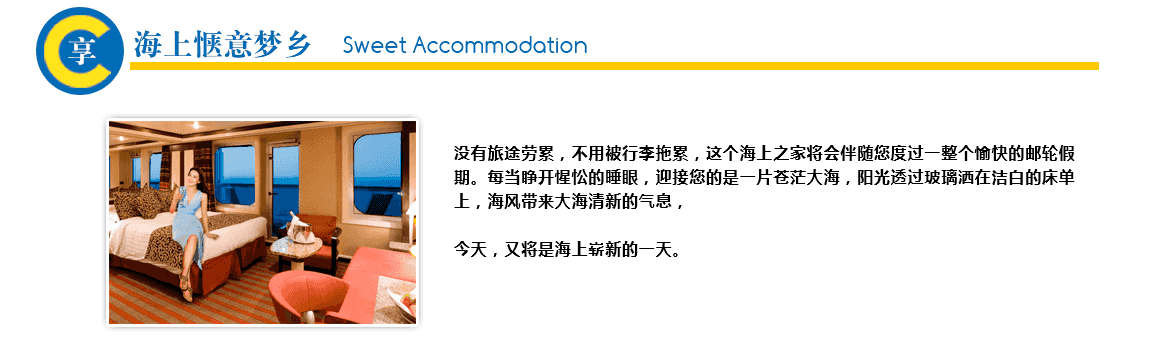 享
海上惬意梦乡 Sweet Accommodation
没有旅途劳累，不用被行李拖累，这个海上之家将会伴随您度过一整个愉快的邮轮假
期。每当睁开惺忪的睡眼，迎接您的是一片苍茫大海，阳光透过玻璃洒在洁白的床单
上，海风带来大海清新的气息，
今天，又将是海上崭新的一天。